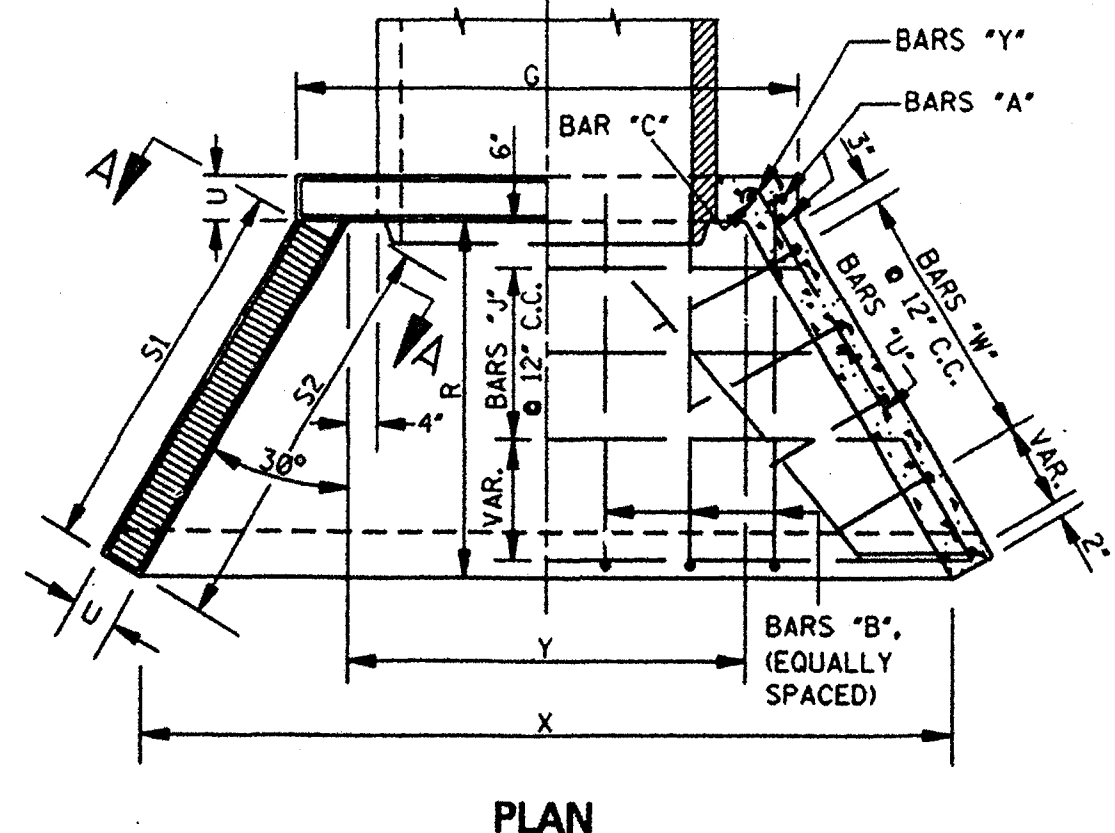 BARS "Y"
G
BARS "A"
BAR "C"
6"
3"
A
U
BARS "W"
@ 12" C.C.
BARS "U"
BARS "J"
@ 12" C.C.
S1
S2
A
R
4"
30°
VAR.
VAR.
2"
U
BARS "B",
(EQUALLY
SPACED)
Y
X
PLAN